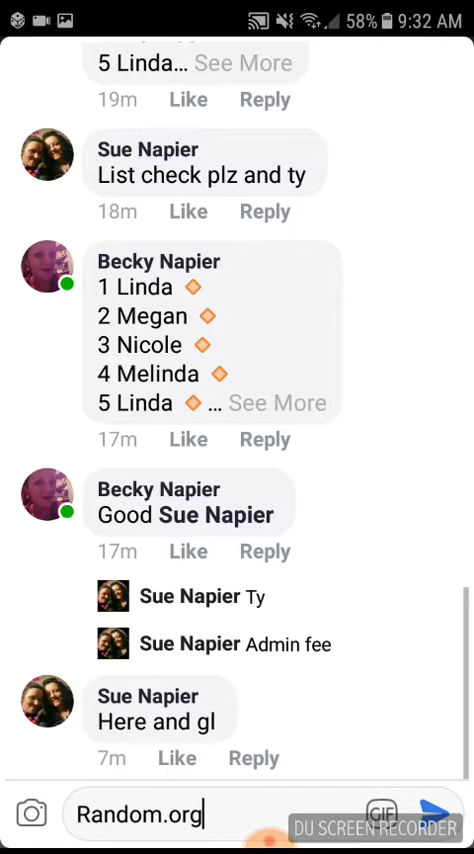 58% 9:32 AM
5 Linda... See More
19m Like Reply
Sue Napier
List check plz and ty
18m Like Reply
Becky Napier
1 Linda
2 Megan
3 Nicole
4 Melinda
5 Linda ... See More
17m Like Reply
Becky Napier
Good Sue Napier
17m Like Reply
Sue Napier Ty
Sue Napier Admin fee
Sue Napier
Here and gl
7m Like Reply
Random.org GIF
DU SCREEN RECORDER